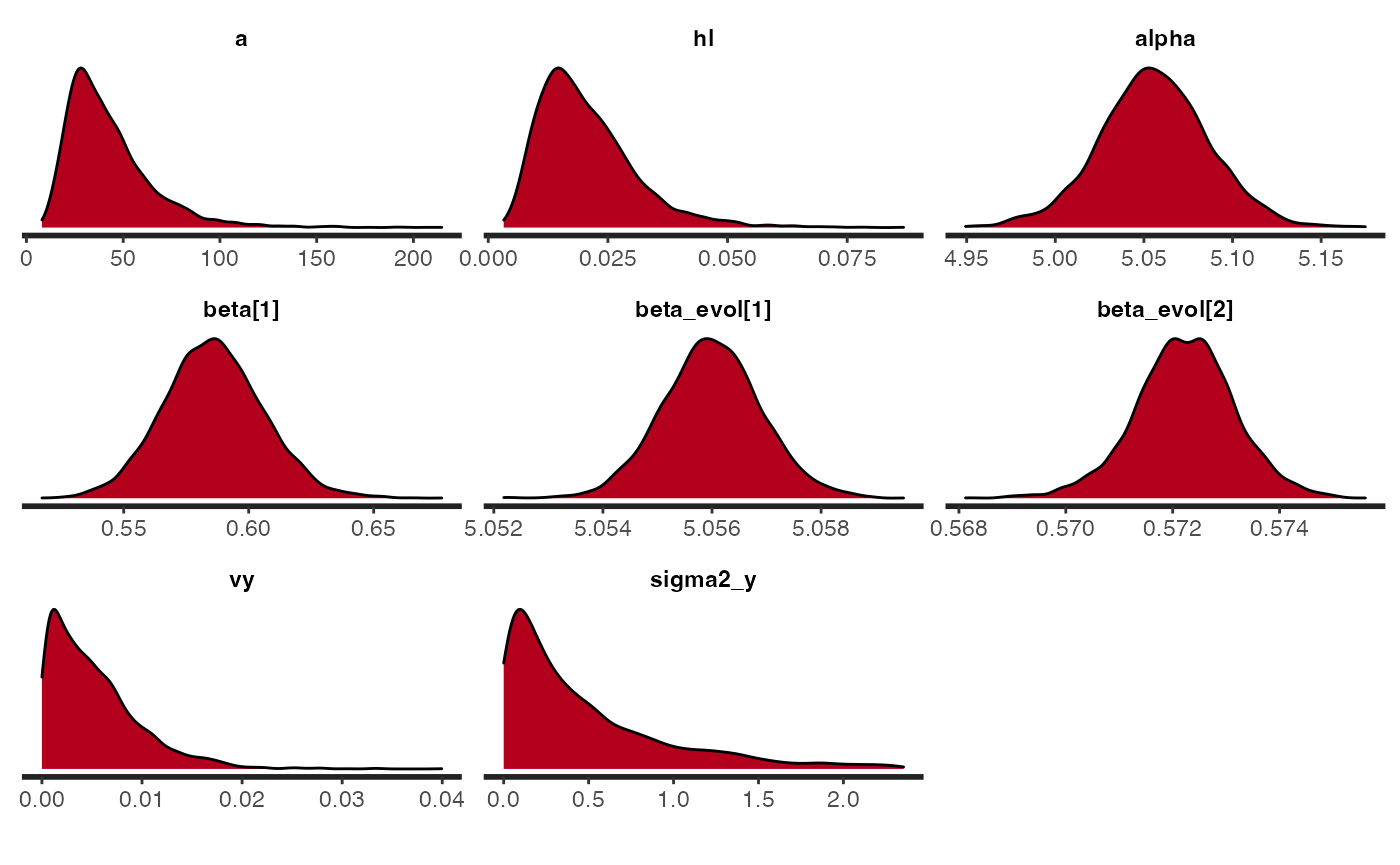 a hl alpha
0 50 100 150 200 0.000 0.025 0.050 0.075 4.95 5.00 5.05 5.10 5.15
beta[1] beta_evol[1] beta_evol[2]
0.55 0.60 0.65 5.052 5.054 5.056 5.058 0.568 0.570 0.572 0.574
vy sigma2_y
0.00 0.01 0.02 0.03 0.04 0.0 0.5 1.0 1.5 2.0